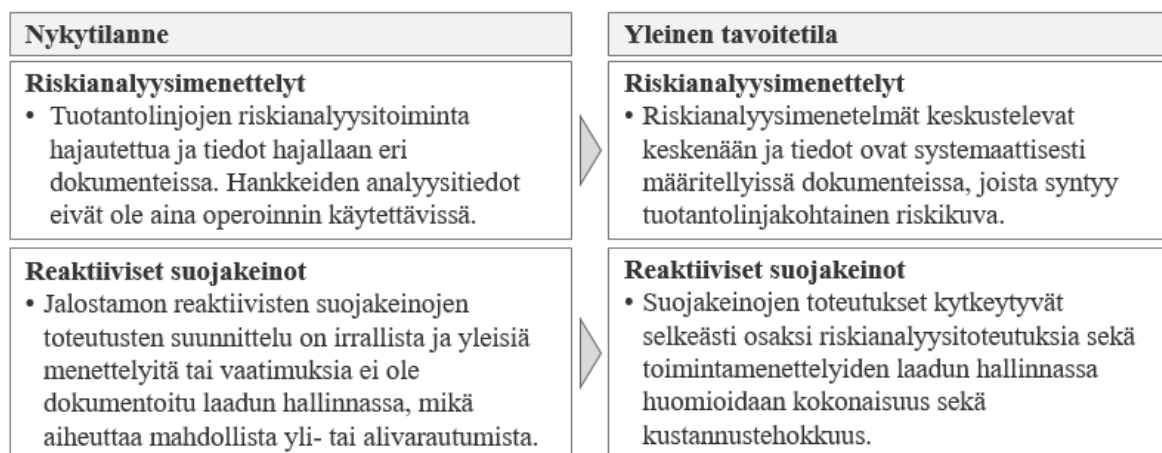 Nykytilanne
Riskianalyysimenettelyt
• Tuotantolinjojen riskianalyysitoiminta
hajautettua ja tiedot hajallaan eri
dokumenteissa. Hankkeiden analyysitiedot
eivät ole aina operoinnin käytettävissä.
Reaktiiviset suojakeinot
• Jalostamon reaktiivisten suojakeinojen
toteutusten suunnittelu on irrallista ja yleisiä
menettelyitä tai vaatimuksia ei ole
dokumentoitu laadun hallinnassa, mikä
aiheuttaa mahdollista yli- tai alivarautumista.
Yleinen tavoitetila
Riskianalyysimenettelyt
• Riskianalyysimenetelmät keskustelevat
keskenään ja tiedot ovat systemaattisesti
määritellyissä dokumenteissa, joista syntyy
tuotantolinjakohtainen riskikuva.
Reaktiiviset suojakeinot
• Suojakeinojen toteutukset kytkeytyvät
selkeästi osaksi riskianalyysitoteutuksia sekä
toimintamenettelyiden laadun hallinnassa
huomioidaan kokonaisuus sekä
kustannustehokkuus.